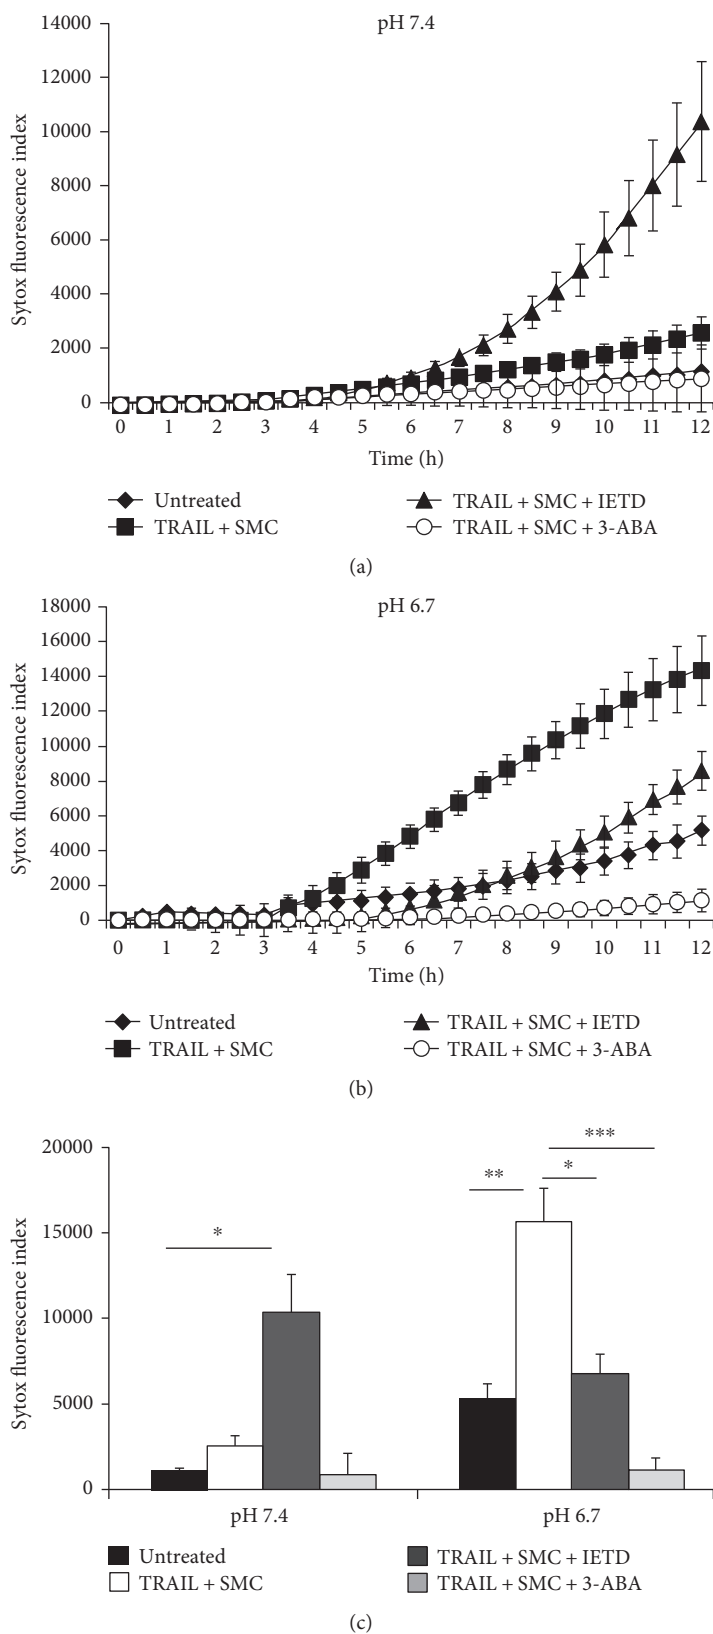 pH 7.4
14000
12000
10000
8000
6000
4000
2000
0
Sytox fluorescence index
0 1 2 3 4 5 6 7 8 9 10 11 12
Time (h)
Untreated
TRAIL + SMC
TRAIL + SMC + IETD
TRAIL + SMC + 3-ABA
(a)
pH 6.7
18000
16000
14000
12000
10000
8000
6000
4000
2000
0
Sytox fluorescence index
0 1 2 3 4 5 6 7 8 9 10 11 12
Time (h)
Untreated
TRAIL + SMC
TRAIL + SMC + IETD
TRAIL + SMC + 3-ABA
(b)
20000
15000
10000
5000
0
Sytox fluorescence index
*
**
***
*
pH 7.4
pH 6.7
Untreated
TRAIL + SMC
TRAIL + SMC + IETD
TRAIL + SMC + 3-ABA
(c)